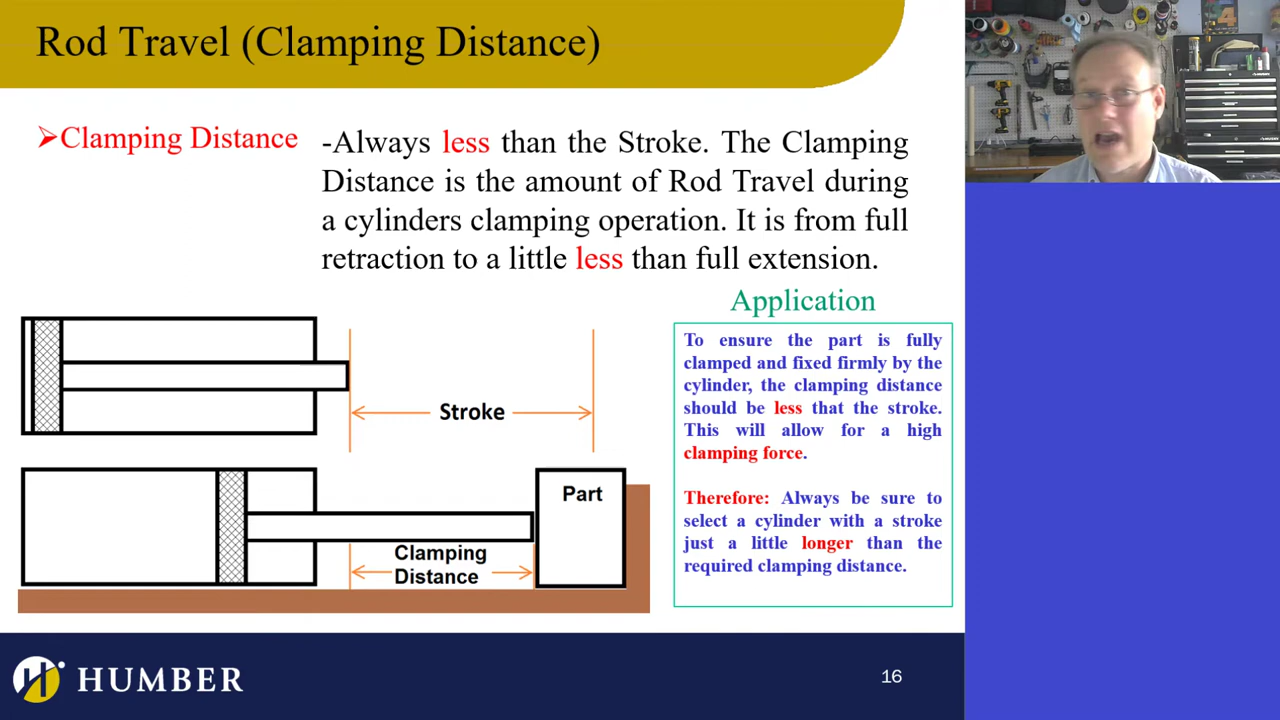 Rod Travel (Clamping Distance)
➢Clamping Distance
-Always less than the Stroke. The Clamping
Distance is the amount of Rod Travel during
a cylinders clamping operation. It is from full
retraction to a little less than full extension.
Application
To ensure the part is fully
clamped and fixed firmly by the
cylinder, the clamping distance
should be less that the stroke.
This will allow for a high
clamping force.
Therefore: Always be sure to
select a cylinder with a stroke
just a little longer than the
required clamping distance.
Stroke
Part
Clamping
Distance
HUMBER
16